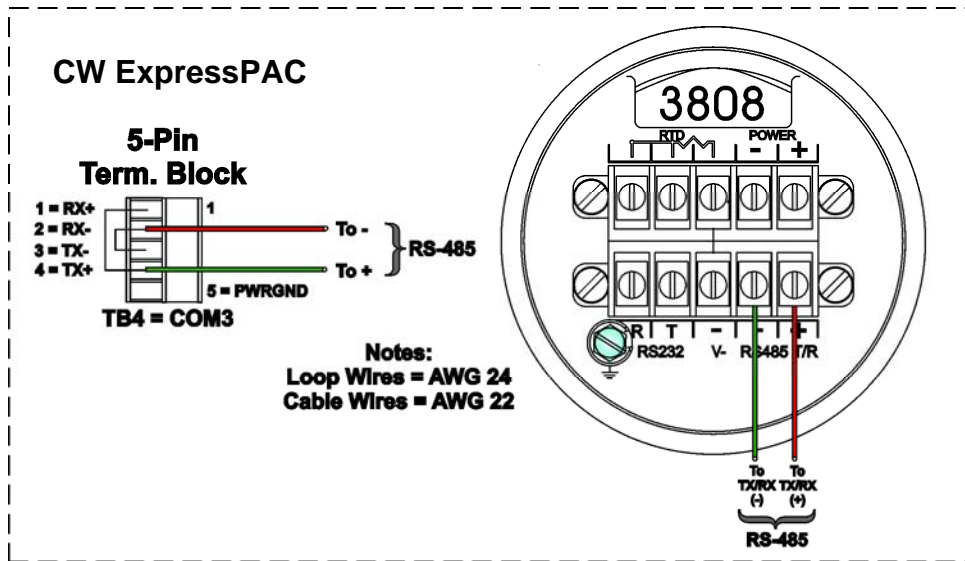 CW ExpressPAC
5-Pin
Term. Block
1 = RX+
2 = RX-
3 = TX-
4 = TX+
1
To -
To +
RS-485
5 = PWRGND
TB4 = COM3
Notes:
Loop Wires = AWG 24
Cable Wires = AWG 22
3808
RTD
POWER
- +
R T - - +
RS232 V- RS485 T/R
To
TX/RX
(-)
To
TX/RX
(+)
RS-485